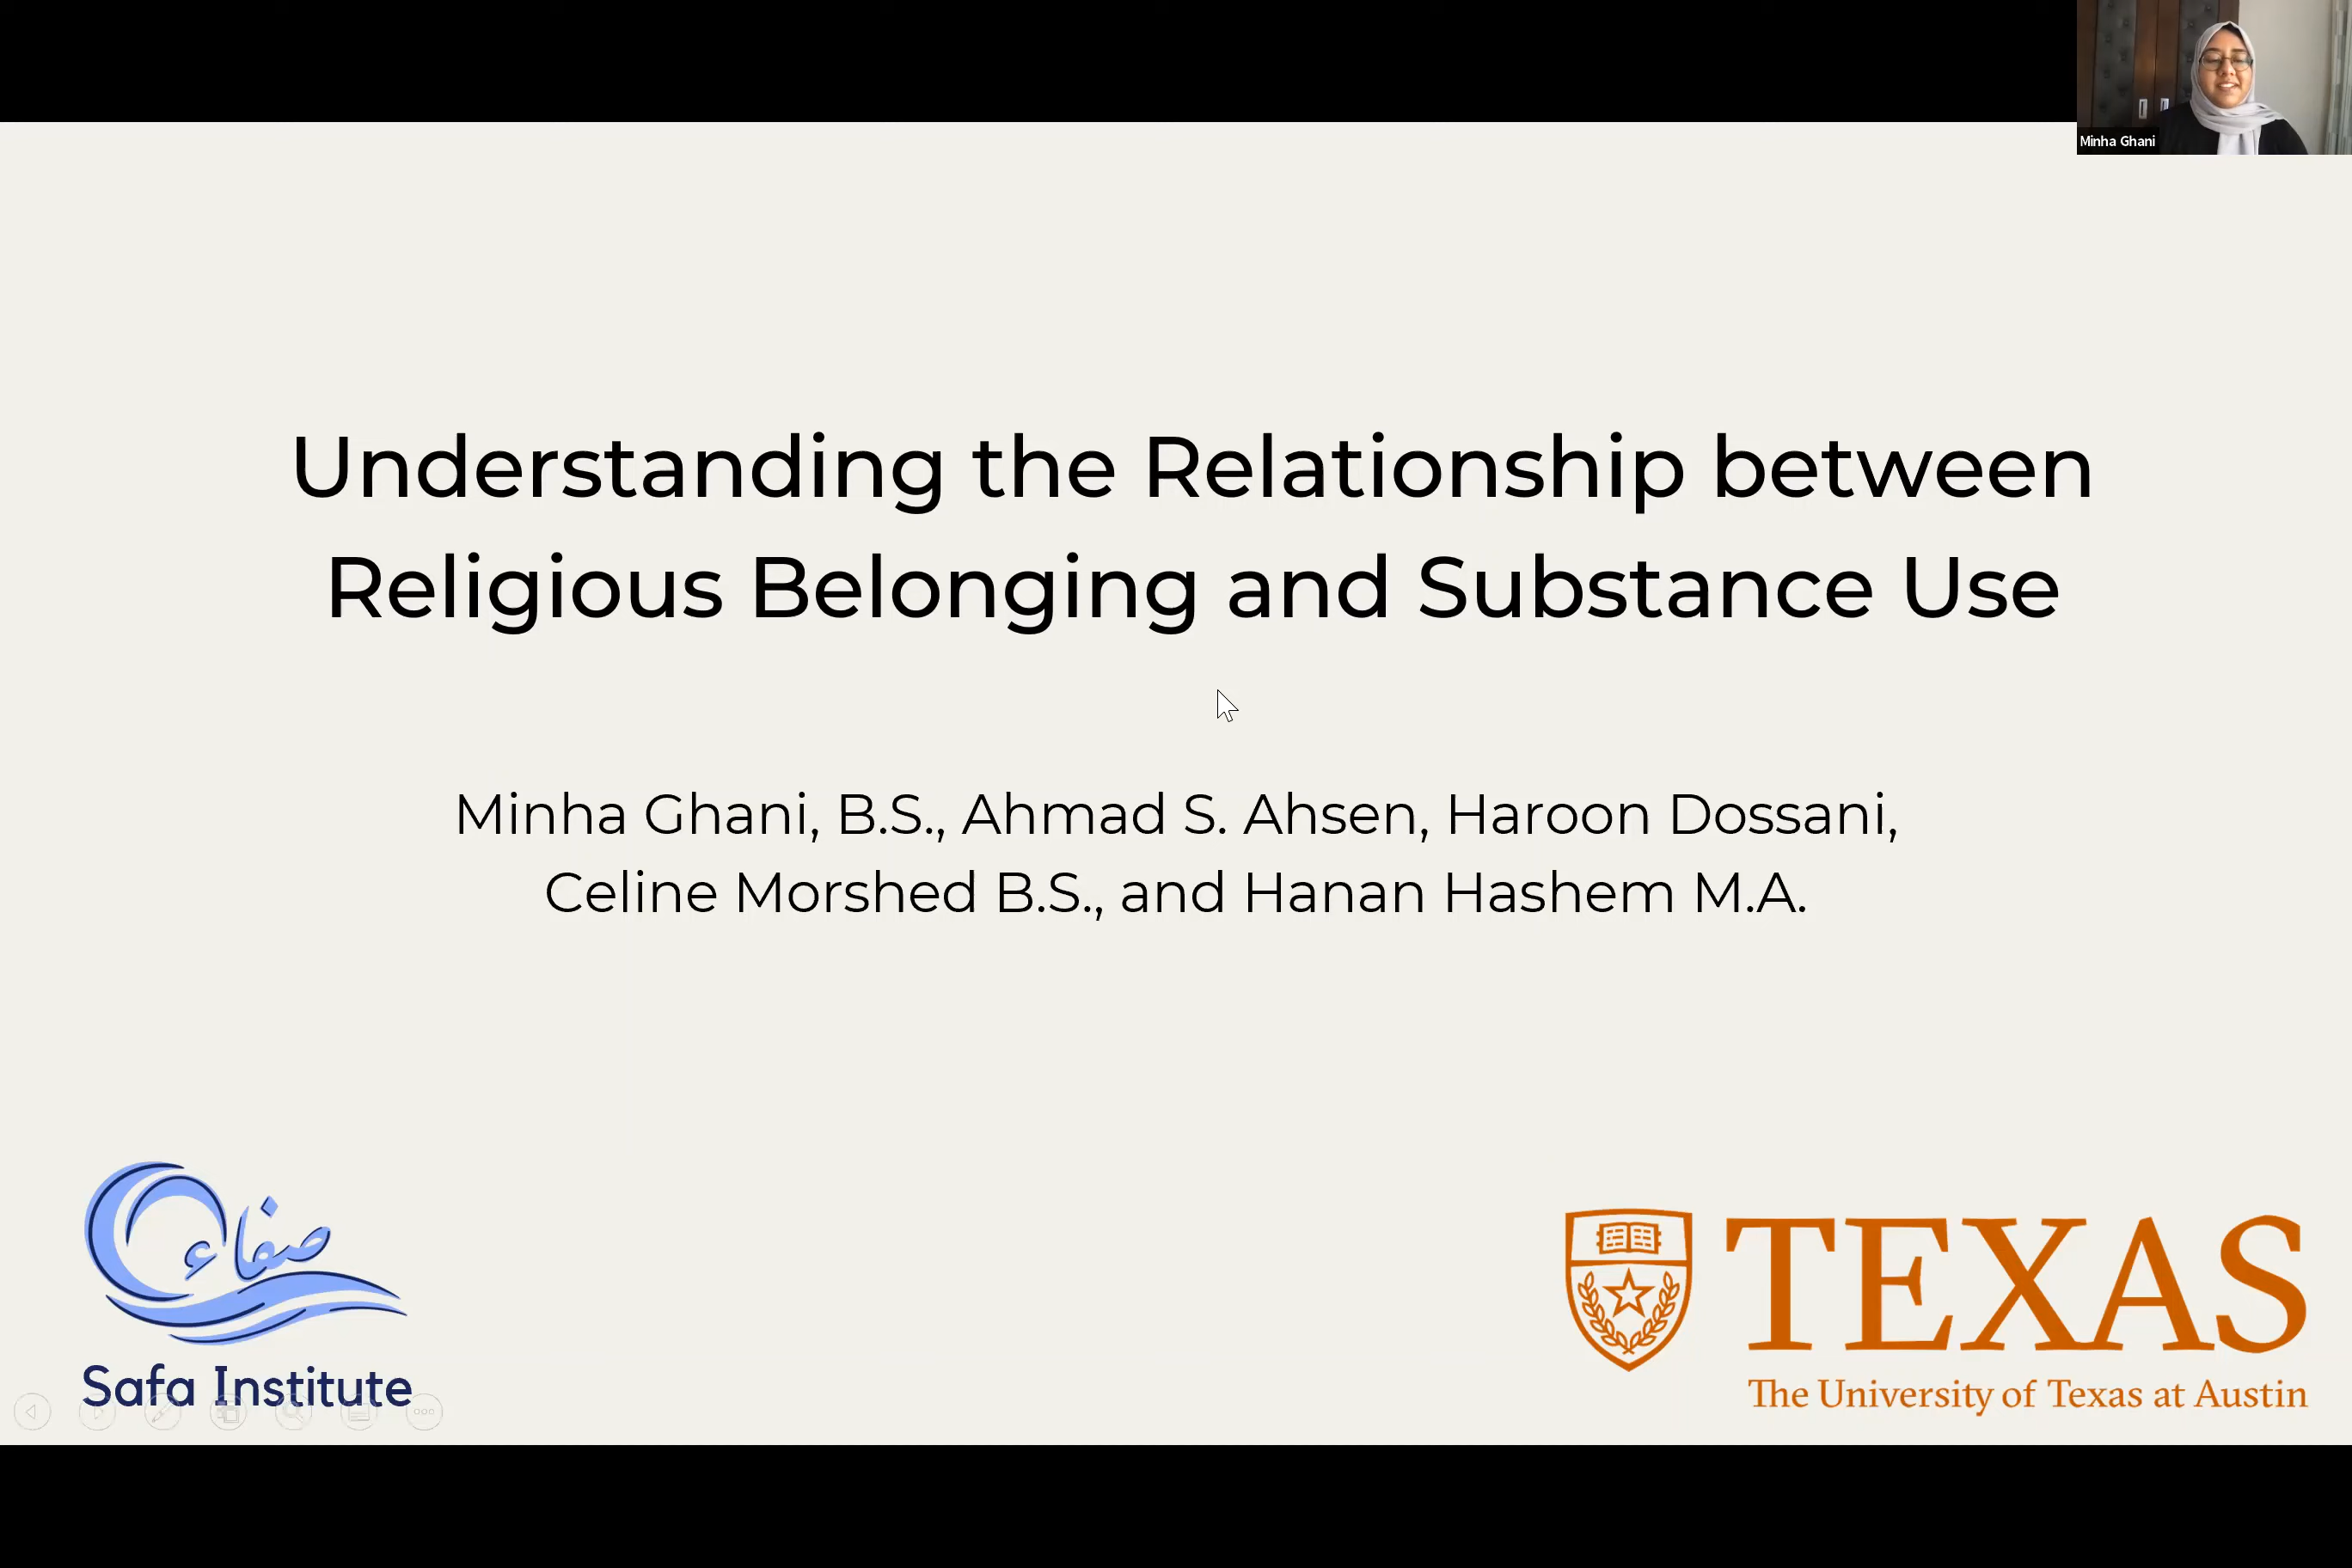 Minha Ghani
Understanding the Relationship between
Religious Belonging and Substance Use
Minha Ghani, B.S., Ahmad S. Ahsen, Haroon Dossani,
Celine Morshed B.S., and Hanan Hashem M.A.
صفاء
Safa Institute
TEXAS
The University of Texas at Austin